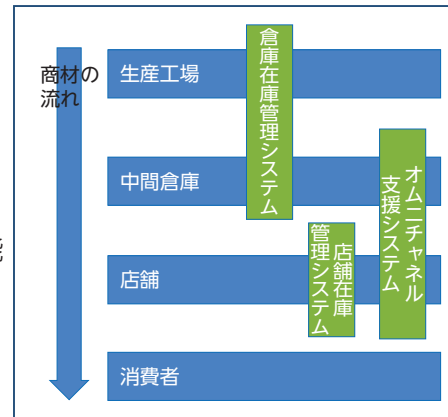 商材の
流れ
生産工場
中間倉庫
店舗
消費者
倉庫在庫管理システム
店舗在庫
管理システム
オムニチャネル
支援システム